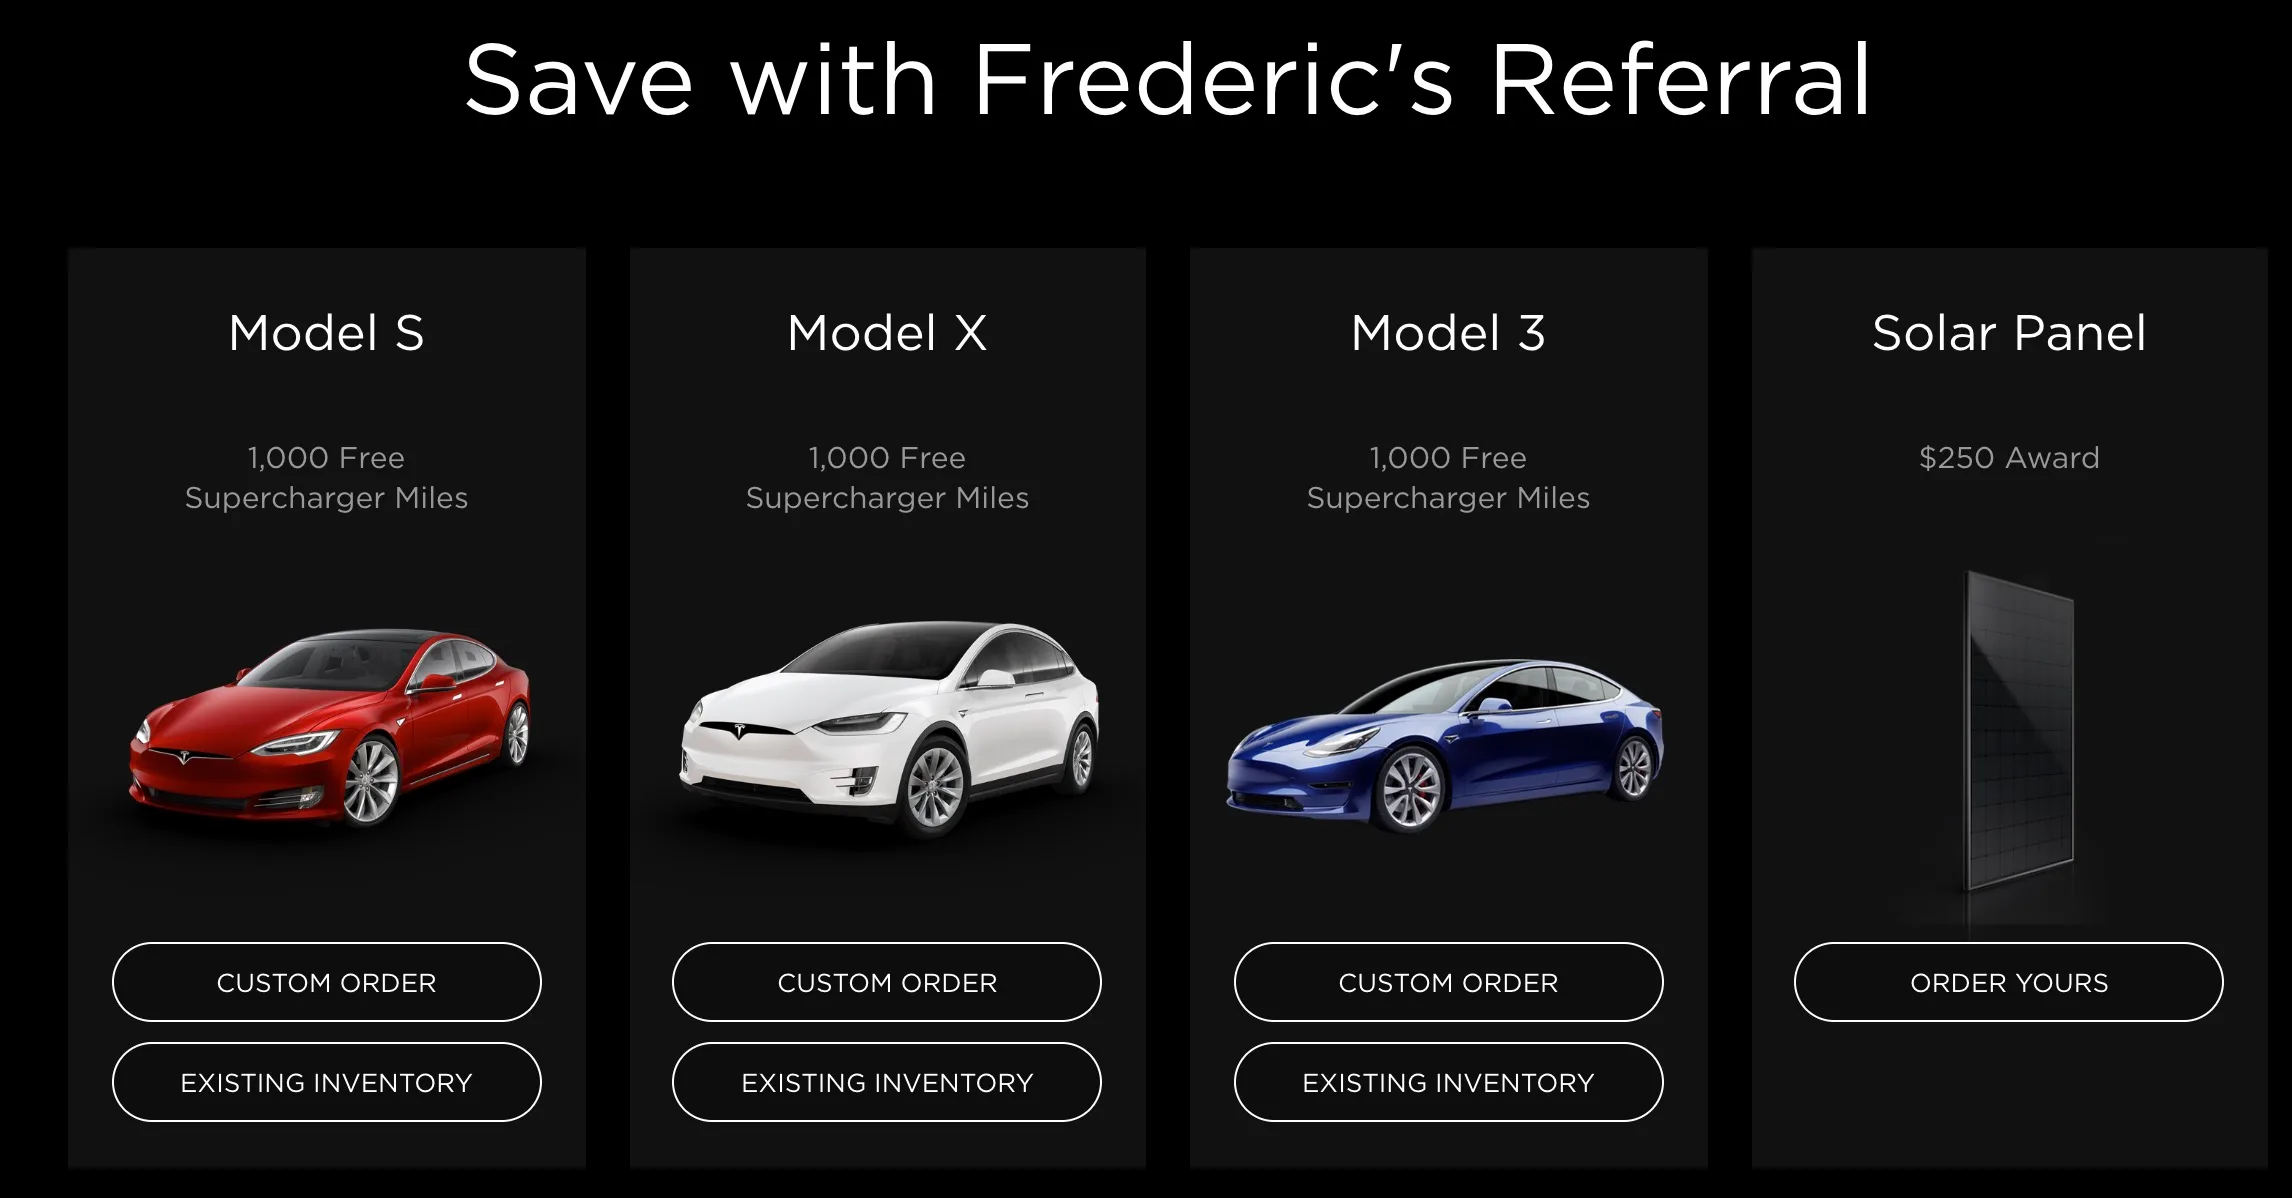 Save with Frederic's Referral
Model S
1,000 Free
Supercharger Miles
CUSTOM ORDER
EXISTING INVENTORY
Model X
1,000 Free
Supercharger Miles
CUSTOM ORDER
EXISTING INVENTORY
Model 3
1,000 Free
Supercharger Miles
CUSTOM ORDER
EXISTING INVENTORY
Solar Panel
$250 Award
ORDER YOURS